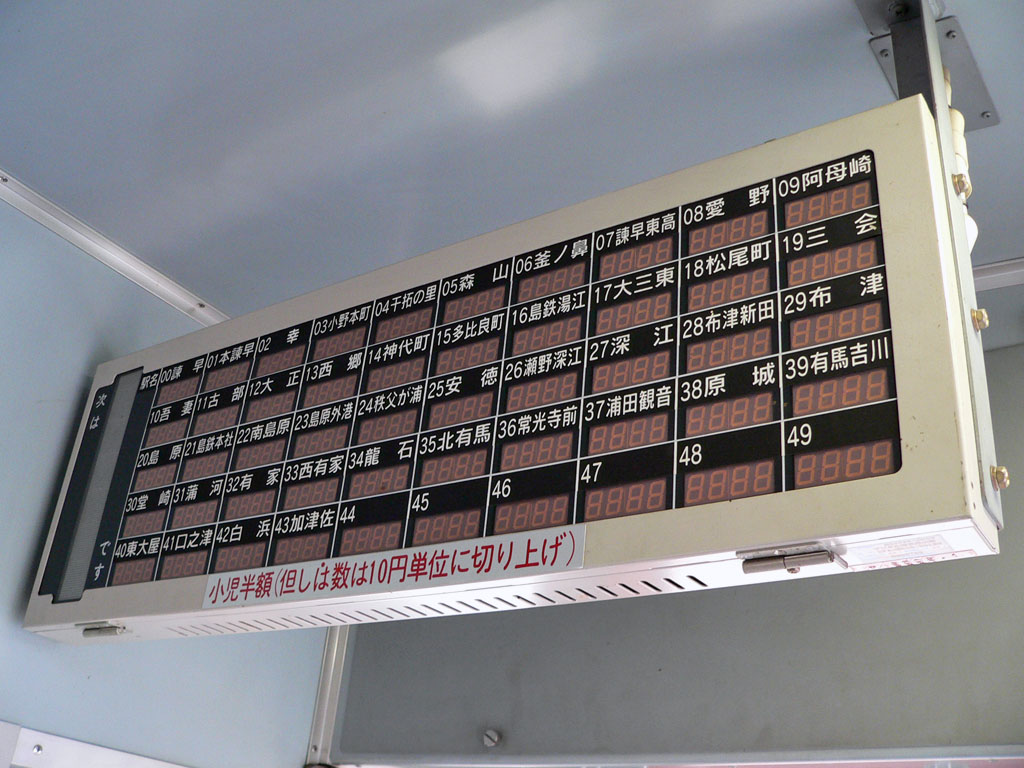 次は です
駅名 00諫早 01本諫早 02幸 03小野本町 04干拓の里 05森山 06釜ノ鼻 07諫早東高 08愛野 09阿母崎
10吾妻 11古部 12大正 13西郷 14神代町 15多比良町 16島鉄湯江 17大三東 18松尾町 19三会
20島原 21島鉄本社 22南島原 23島原外港 24秩父が浦 25安徳 26瀬野深江 27深江 28布津新田 29布津
30堂崎 31蒲河 32有家 33西有家 34龍石 35北有馬 36常光寺前 37浦田観音 38原城 39有馬吉川
40東大屋 41口之津 42白浜 43加津佐 44 45 46 47 48 49
小児半額(但しは数は10円単位に切り上げ)